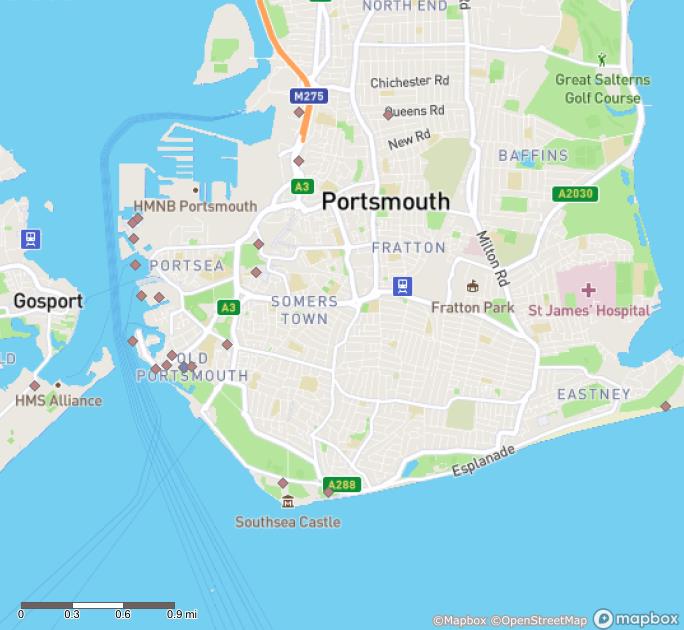 NORTH END
Rd
Chichester Rd
Great Salterns
Golf Course
M275
Queens Rd
New Rd
BAFFINS
A3
A2030
Portsmouth
HMNB Portsmouth
Milton Rd
FRATTON
PORTSEA
Gosport
A3
SOMERS
TOWN
Fratton Park
St James' Hospital
OLD
PORTSMOUTH
D
EASTNEY
HMS Alliance
Esplanade
A288
Southsea Castle
0 0.3 0.6 0.9 mi
©Mapbox ©OpenStreetMap mapbox